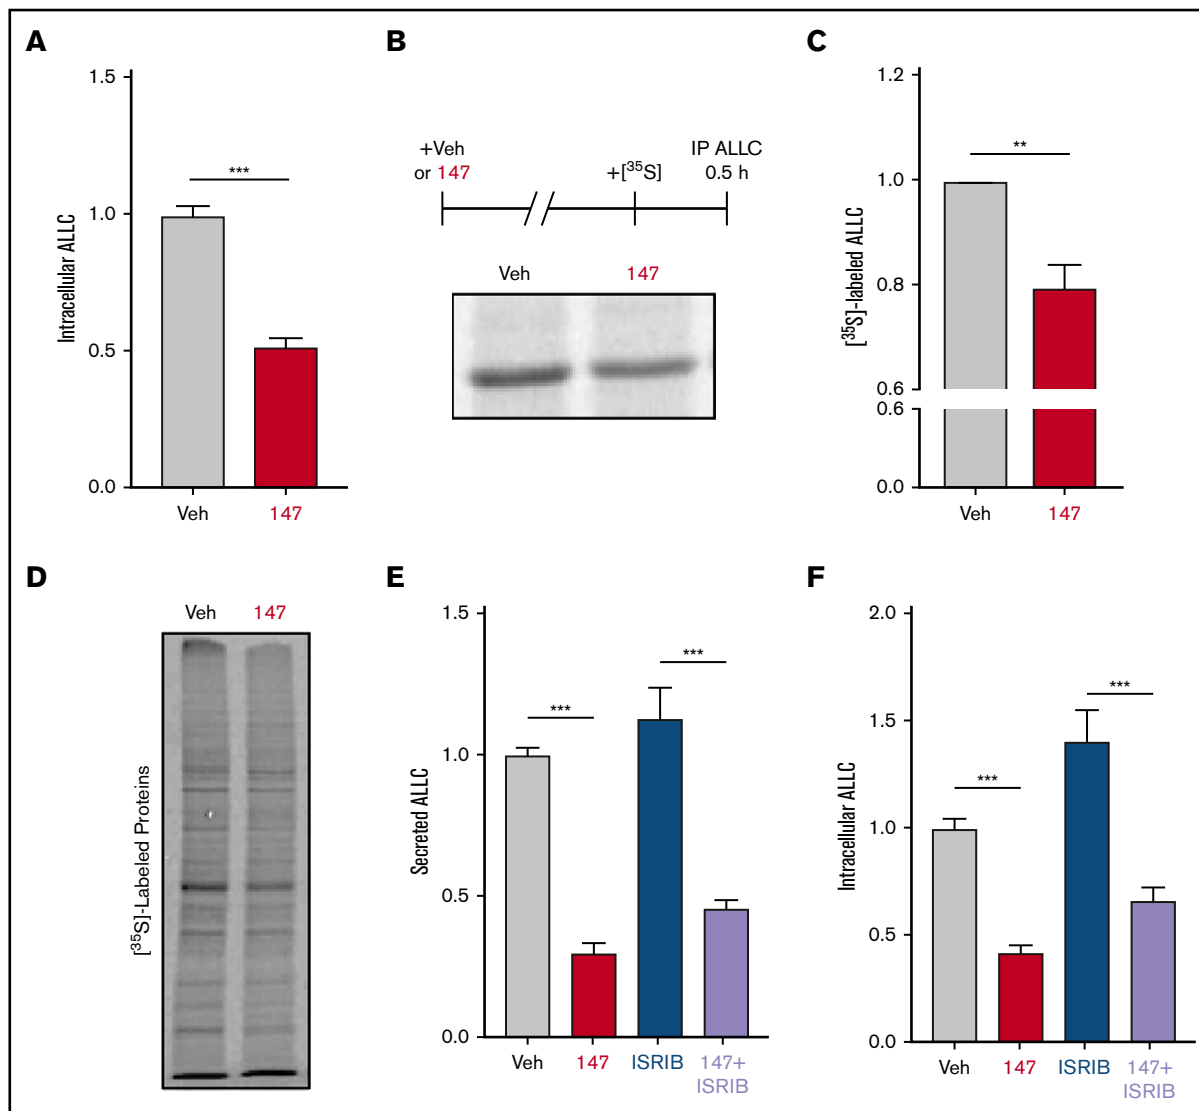 A
1.5
1.0
0.5
0.0
Intracellular ALLC
***
Veh
147
B
+Veh
or 147
+[³⁵S]
IP ALLC
0.5 h
Veh
147
C
1.2
1.0
0.8
0.6
0.6
0.0
[³⁵S]-labeled ALLC
**
Veh
147
D
Veh
147
[³⁵S]-Labeled Proteins
E
1.5
1.0
0.5
0.0
Secreted ALLC
***
***
Veh
147
ISRIB
147+
ISRIB
F
2.0
1.5
1.0
0.5
0.0
Intracellular ALLC
***
***
Veh
147
ISRIB
147+
ISRIB